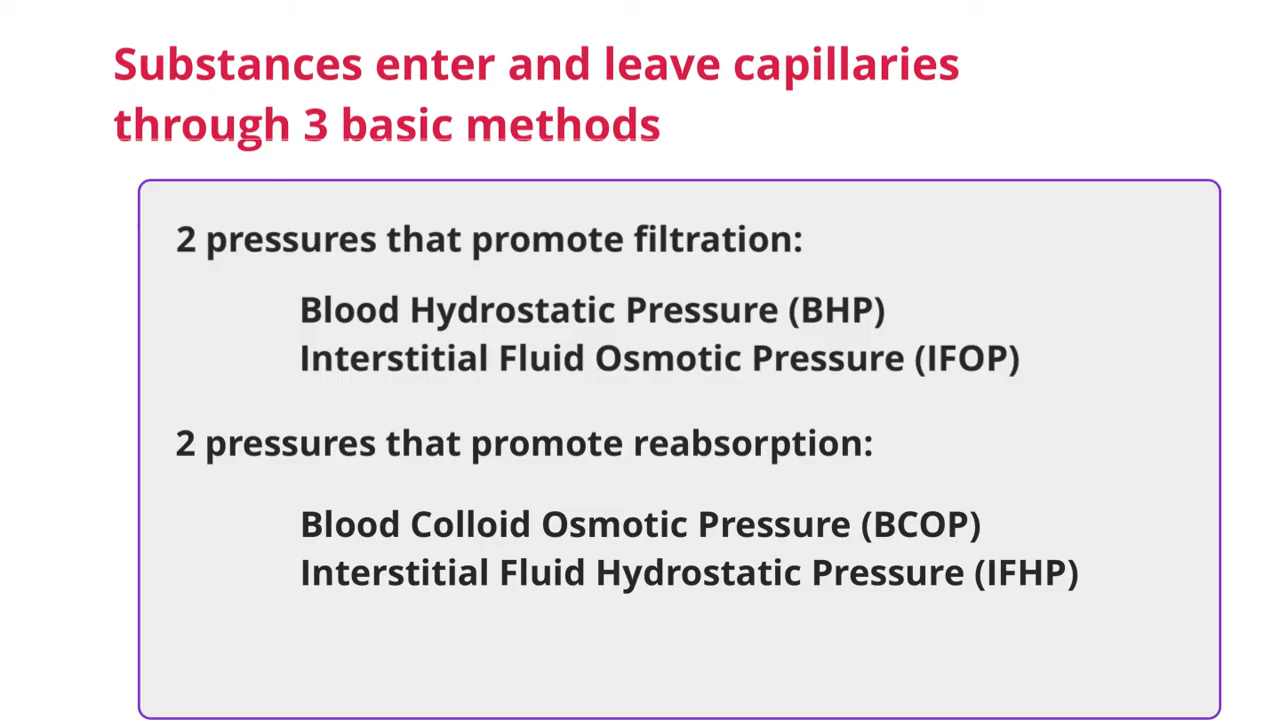 Substances enter and leave capillaries
through 3 basic methods
2 pressures that promote filtration:
Blood Hydrostatic Pressure (BHP)
Interstitial Fluid Osmotic Pressure (IFOP)
2 pressures that promote reabsorption:
Blood Colloid Osmotic Pressure (BCOP)
Interstitial Fluid Hydrostatic Pressure (IFHP)